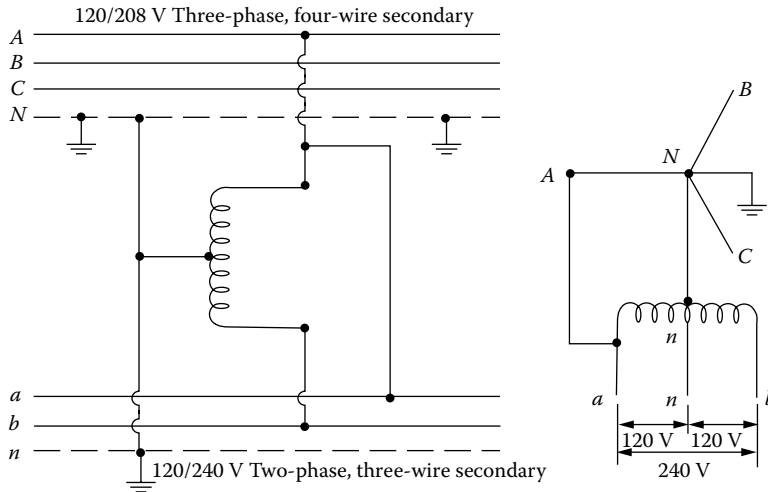 120/208 V Three-phase, four-wire secondary
A
B
C
N
a
b
n
120/240 V Two-phase, three-wire secondary
B
N
A
C
n
a
n
120 V
120 V
240 V